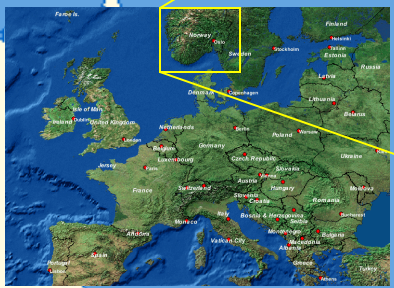 Faroe Is.
Finland
Norway
Oslo
Helsinki
Sweden
Stockholm
Tallinn
Estonia
Russia
Latvia
Denmark
Copenhagen
Lithuania
Isle of Man
Ireland
Dublin
United Kingdom
Belarus
Netherlands
Berlin
Poland
Warsaw
London
Germany
Belgium
Ukraine
Luxembourg
Czech Republic
Jersey
Paris
Slovakia
Vienna
Austria
France
Switzerland
Hungary
Moldova
Slovenia
Croatia
Romania
Monaco
Italy
Bosnia & Herzegovina
Serbia
Bucharest
Andorra
Montenegro
Bulgaria
Vatican City
Macedonia
Albania
Spain
Portugal
Lisbon
Greece
Turkey
Athens